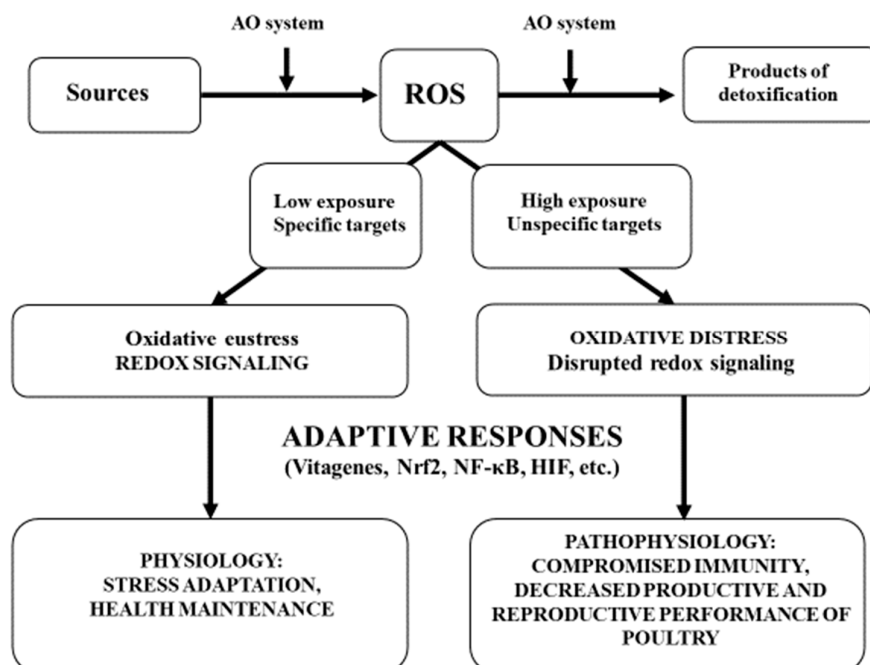 AO system
AO system
Sources
ROS
Products of
detoxification
Low exposure
Specific targets
High exposure
Unspecific targets
Oxidative eustress
REDOX SIGNALING
OXIDATIVE DISTRESS
Disrupted redox signaling
ADAPTIVE RESPONSES
(Vitagenes, Nrf2, NF-κB, HIF, etc.)
PHYSIOLOGY:
STRESS ADAPTATION,
HEALTH MAINTENANCE
PATHOPHYSIOLOGY:
COMPROMISED IMMUNITY,
DECREASED PRODUCTIVE AND
REPRODUCTIVE PERFORMANCE OF
POULTRY